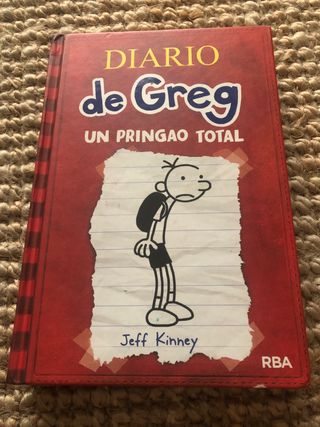 DIARIO
de Greg
UN PRINGAO TOTAL
Jeff Kinney
RBA